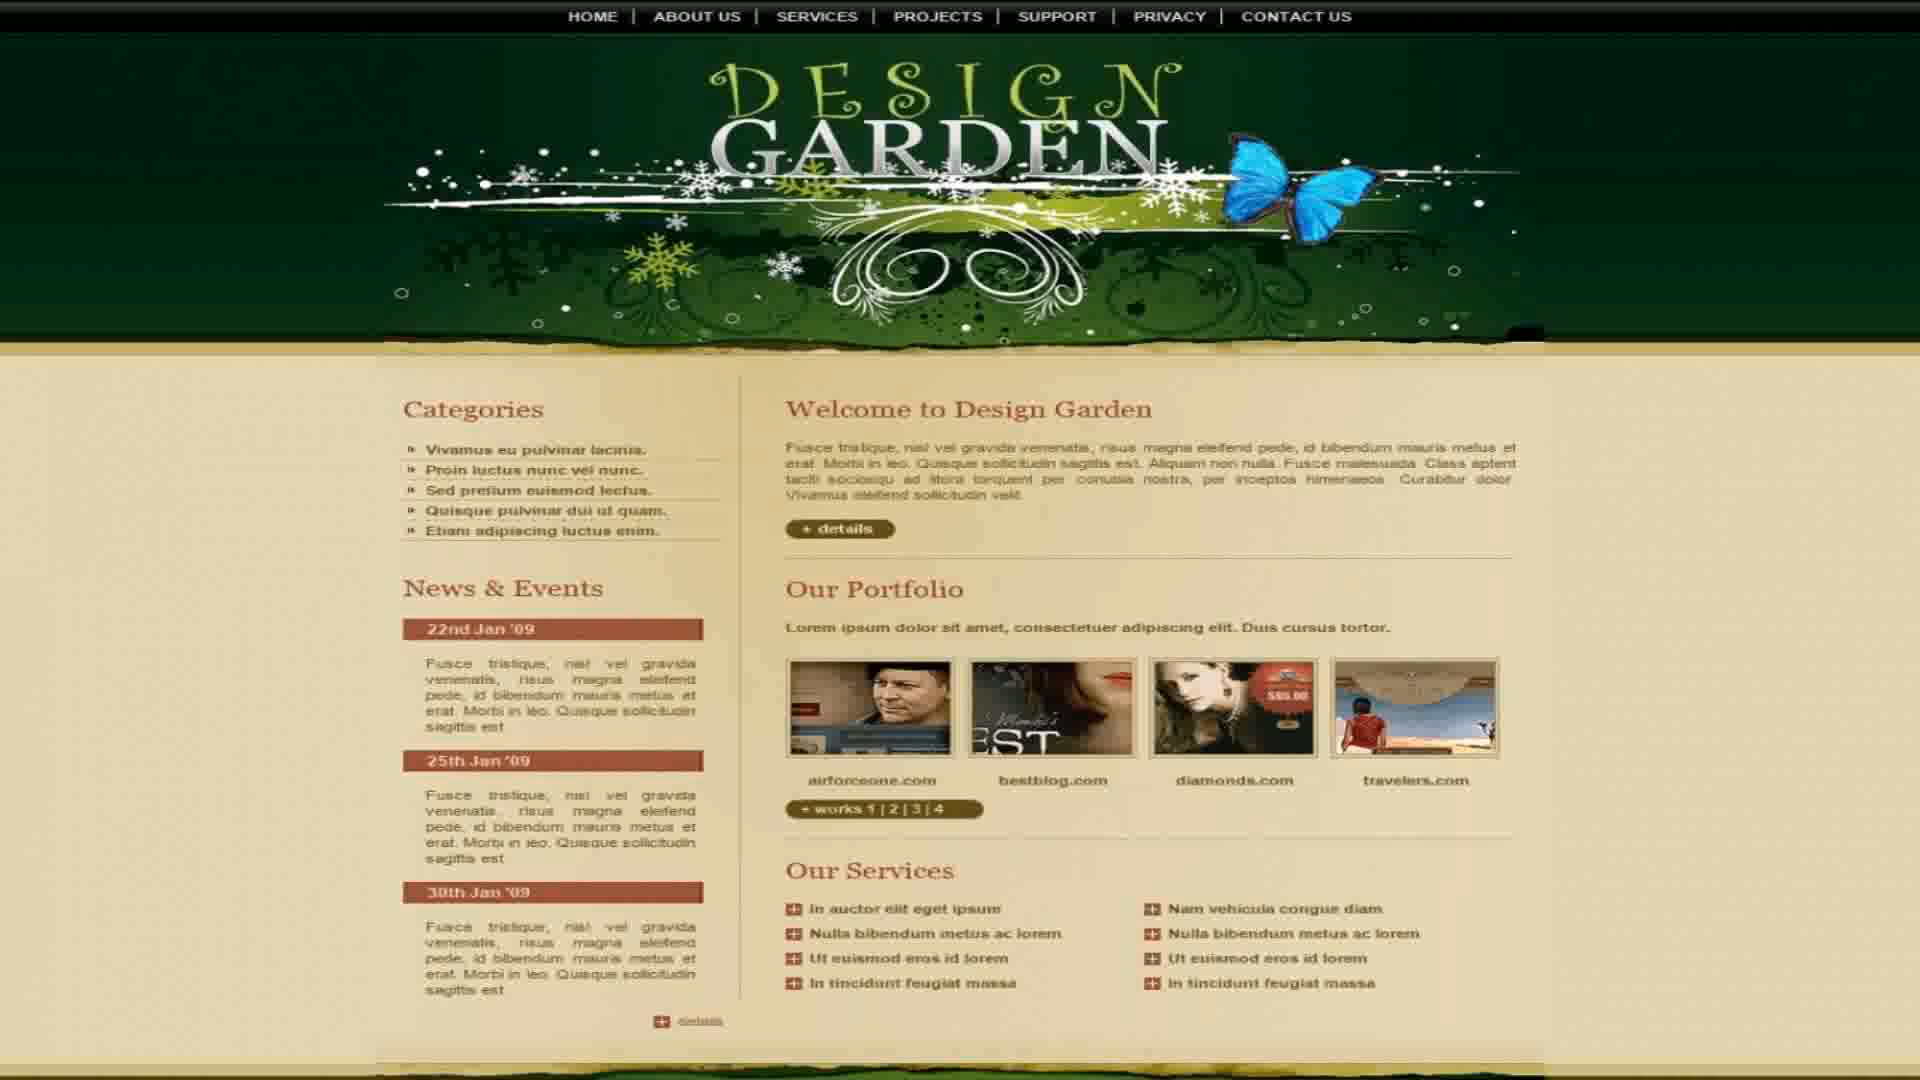 HOME | ABOUT US | SERVICES | PROJECTS | SUPPORT | PRIVACY | CONTACT US
DESIGN
GARDEN
Categories
» Vivamus eu pulvinar lacinia.
» Proin luctus nunc vel nunc.
» Sed pretium euismod lectus.
» Quisque pulvinar dui ut quam.
» Etiam adipiscing luctus enim.
News & Events
22nd Jan '09
Fusce tristique, nisl vel gravida
venenatis, risus magna eleifend
pede, id bibendum mauris metus et
erat. Morbi in leo. Quisque sollicitudin
sagittis est
25th Jan '09
Fusce tristique, nisl vel gravida
venenatis, risus magna eleifend
pede, id bibendum mauris metus et
erat. Morbi in leo. Quisque sollicitudin
sagittis est
30th Jan '09
Fusce tristique, nisl vel gravida
venenatis, risus magna eleifend
pede, id bibendum mauris metus et
erat. Morbi in leo. Quisque sollicitudin
sagittis est
details
Welcome to Design Garden
Fusce tristique, nisl vel gravida venenatis, risus magna eleifend pede, id bibendum mauris metus et
erat. Morbi in leo. Quisque sollicitudin sagittis est. Aliquam non nulla. Fusce malesuada. Class aptent
taciti sociosqu ad litora torquent per conubia nostra, per inceptos himenaeos. Curabitur dolor.
Vivamus eleifend sollicitudin velit.
+ details
Our Portfolio
Lorem ipsum dolor sit amet, consectetuer adipiscing elit. Duis cursus tortor.
EST
$95.00
airforceone.com
bestblog.com
diamonds.com
travelers.com
+ works 1 | 2 | 3 | 4
Our Services
In auctor elit eget ipsum
Nulla bibendum metus ac lorem
Ut euismod eros id lorem
In tincidunt feugiat massa
Nam vehicula congue diam
Nulla bibendum metus ac lorem
Ut euismod eros id lorem
In tincidunt feugiat massa